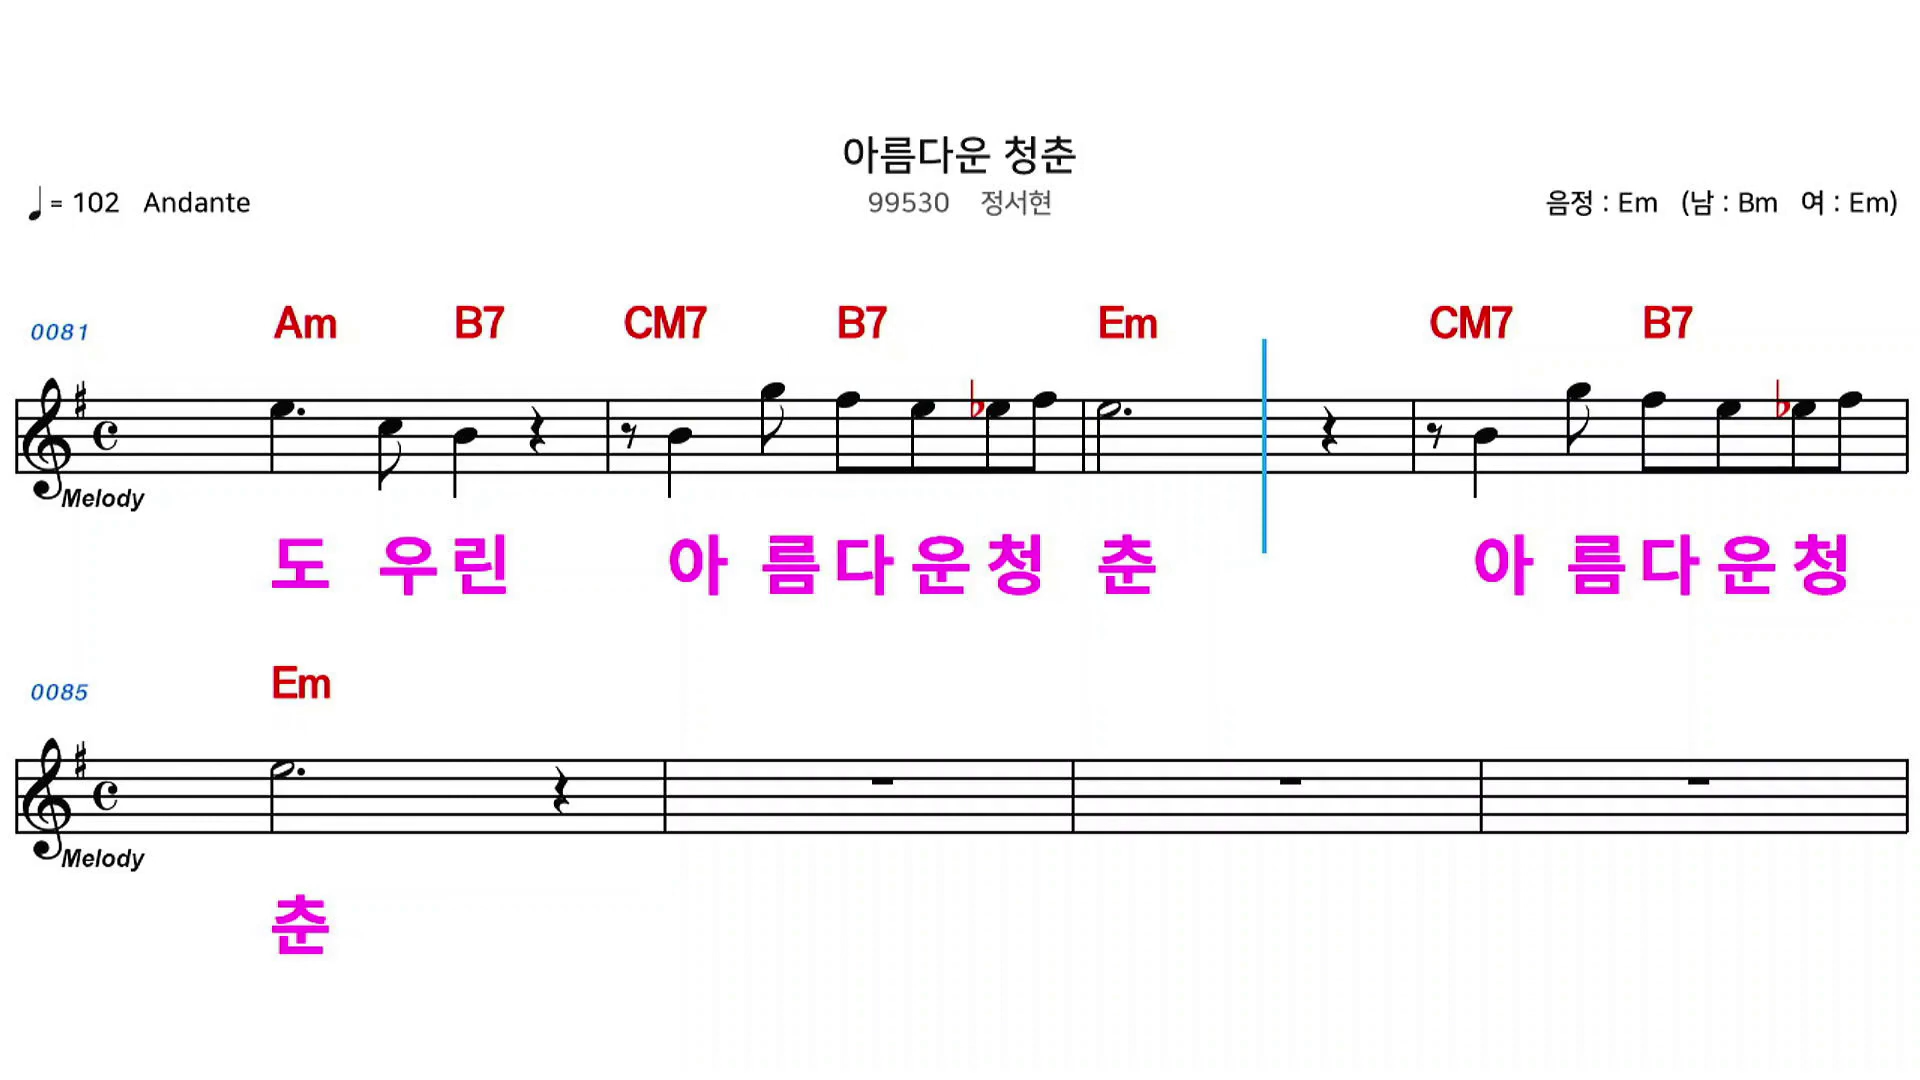 아름다운 청춘
= 102 Andante
99530 정서현
음정 : Em (남 : Bm 여 : Em)
0081 Am B7 CM7 B7 Em CM7 B7
Melody
도 우린 아 름다운청 춘 아 름다운청
0085 Em
Melody
춘